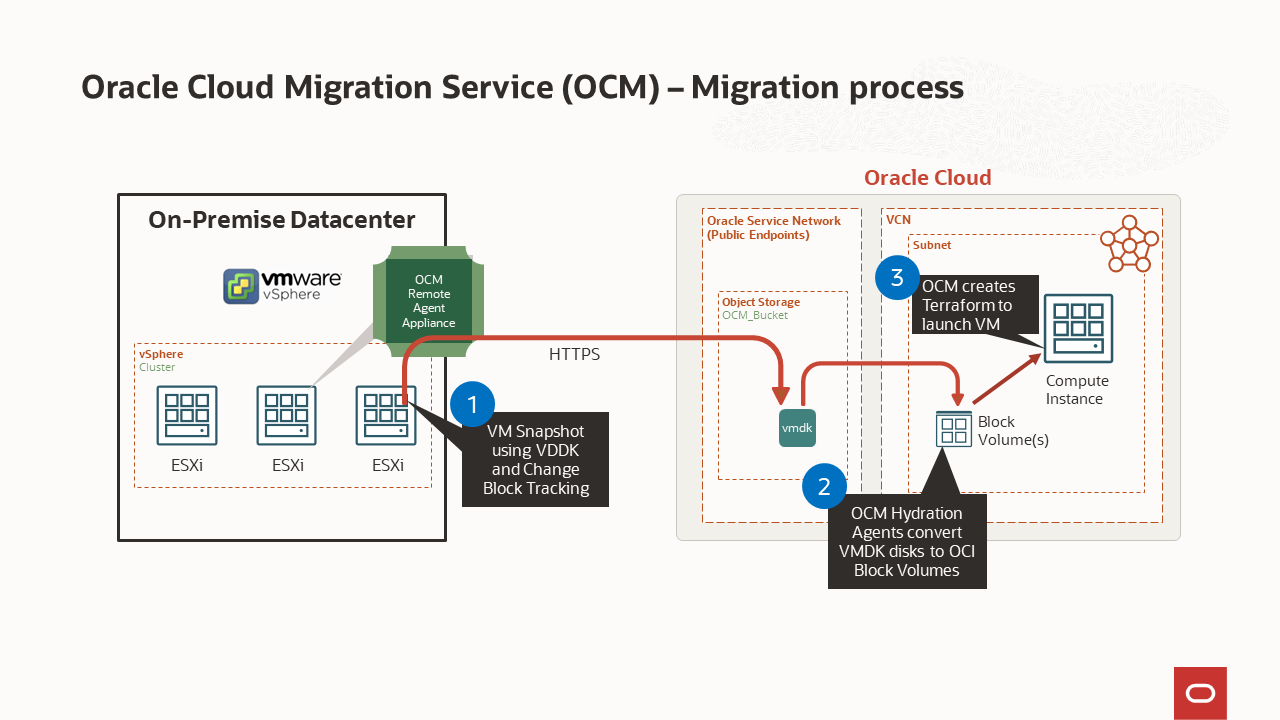 Oracle Cloud Migration Service (OCM) – Migration process
On-Premise Datacenter
vmware
vSphere
OCM
Remote
Agent
Appliance
vSphere
Cluster
ESXi
ESXi
ESXi
1
VM Snapshot
using VDDK
and Change
Block Tracking
HTTPS
Oracle Cloud
Oracle Service Network
(Public Endpoints)
Object Storage
OCM_Bucket
vmdk
2
OCM Hydration
Agents convert
VMDK disks to OCI
Block Volumes
VCN
Subnet
3
OCM creates
Terraform to
launch VM
Compute
Instance
Block
Volume(s)